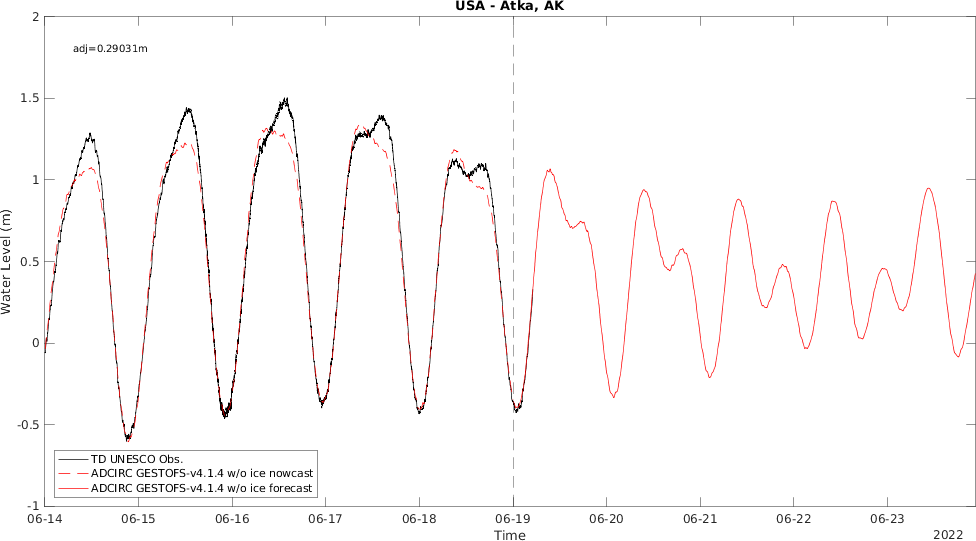 USA - Atka, AK
adj=0.29031m
Water Level (m)
2
1.5
1
0.5
0
-0.5
-1
TD UNESCO Obs.
ADCIRC GESTOFS-v4.1.4 w/o ice nowcast
ADCIRC GESTOFS-v4.1.4 w/o ice forecast
06-14 06-15 06-16 06-17 06-18 06-19 06-20 06-21 06-22 06-23
Time
2022